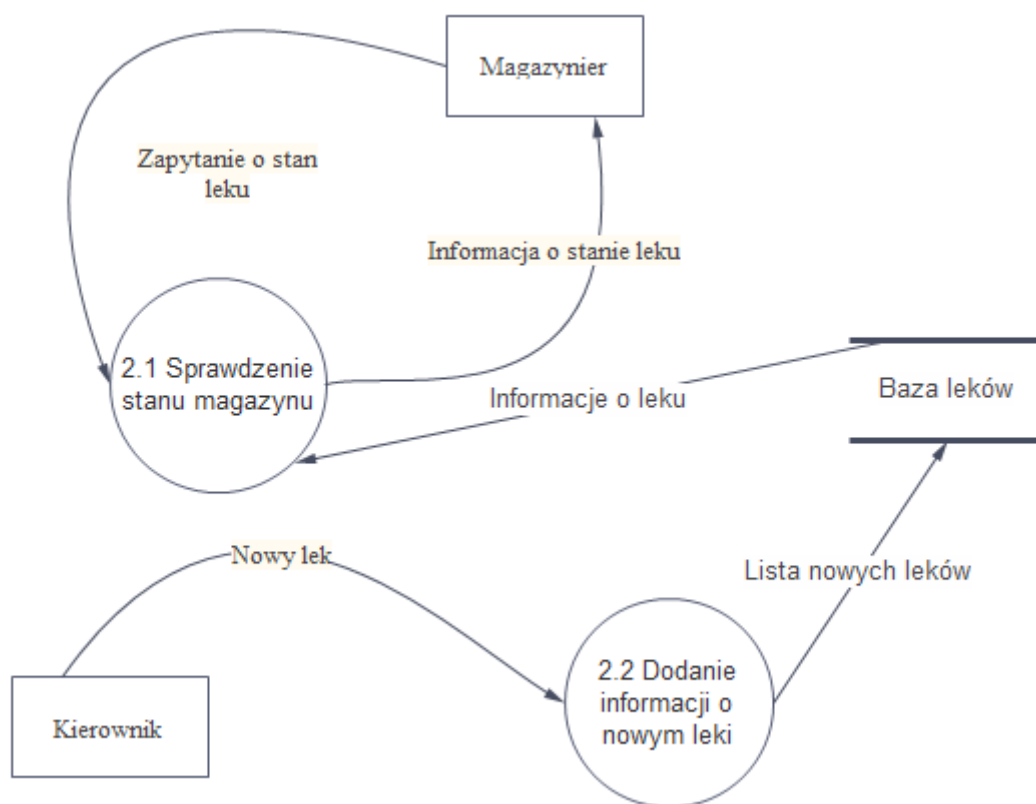 Magazynier
Zapytanie o stan
leku
Informacja o stanie leku
2.1 Sprawdzenie
stanu magazynu
Informacje o leku
Baza leków
Nowy lek
Lista nowych leków
2.2 Dodanie
informacji o
nowym leki
Kierownik